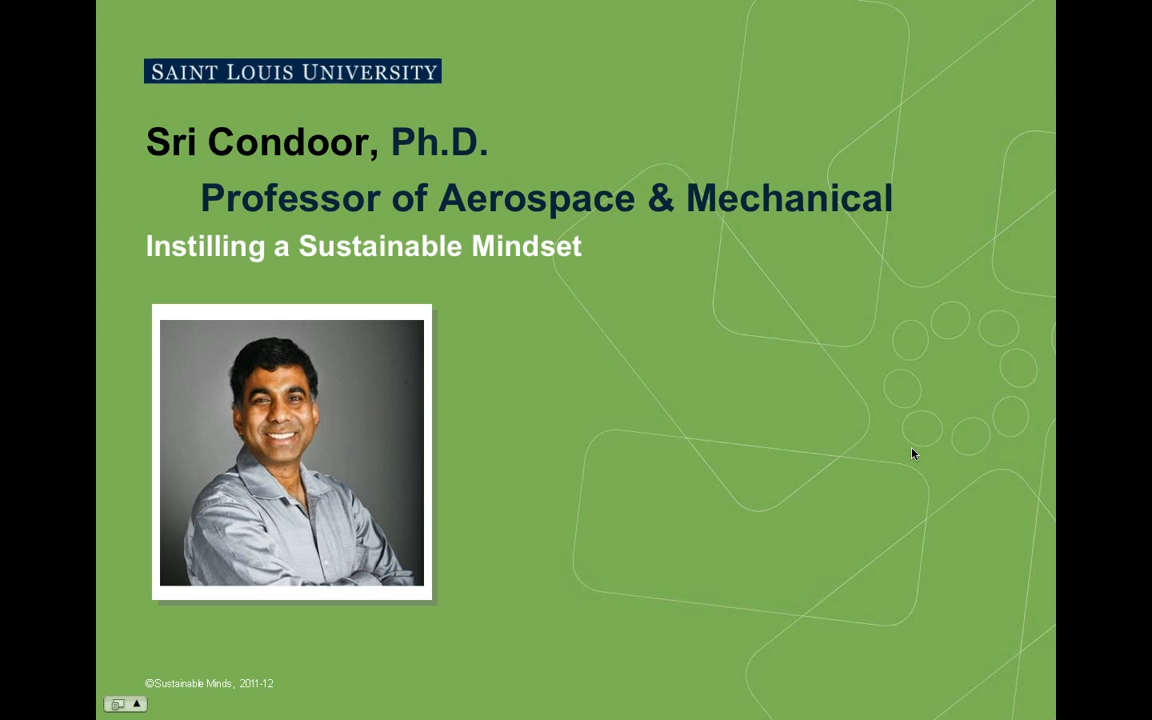 SAINT LOUIS UNIVERSITY
Sri Condoor, Ph.D.
Professor of Aerospace & Mechanical
Instilling a Sustainable Mindset
©Sustainable Minds, 2011-12